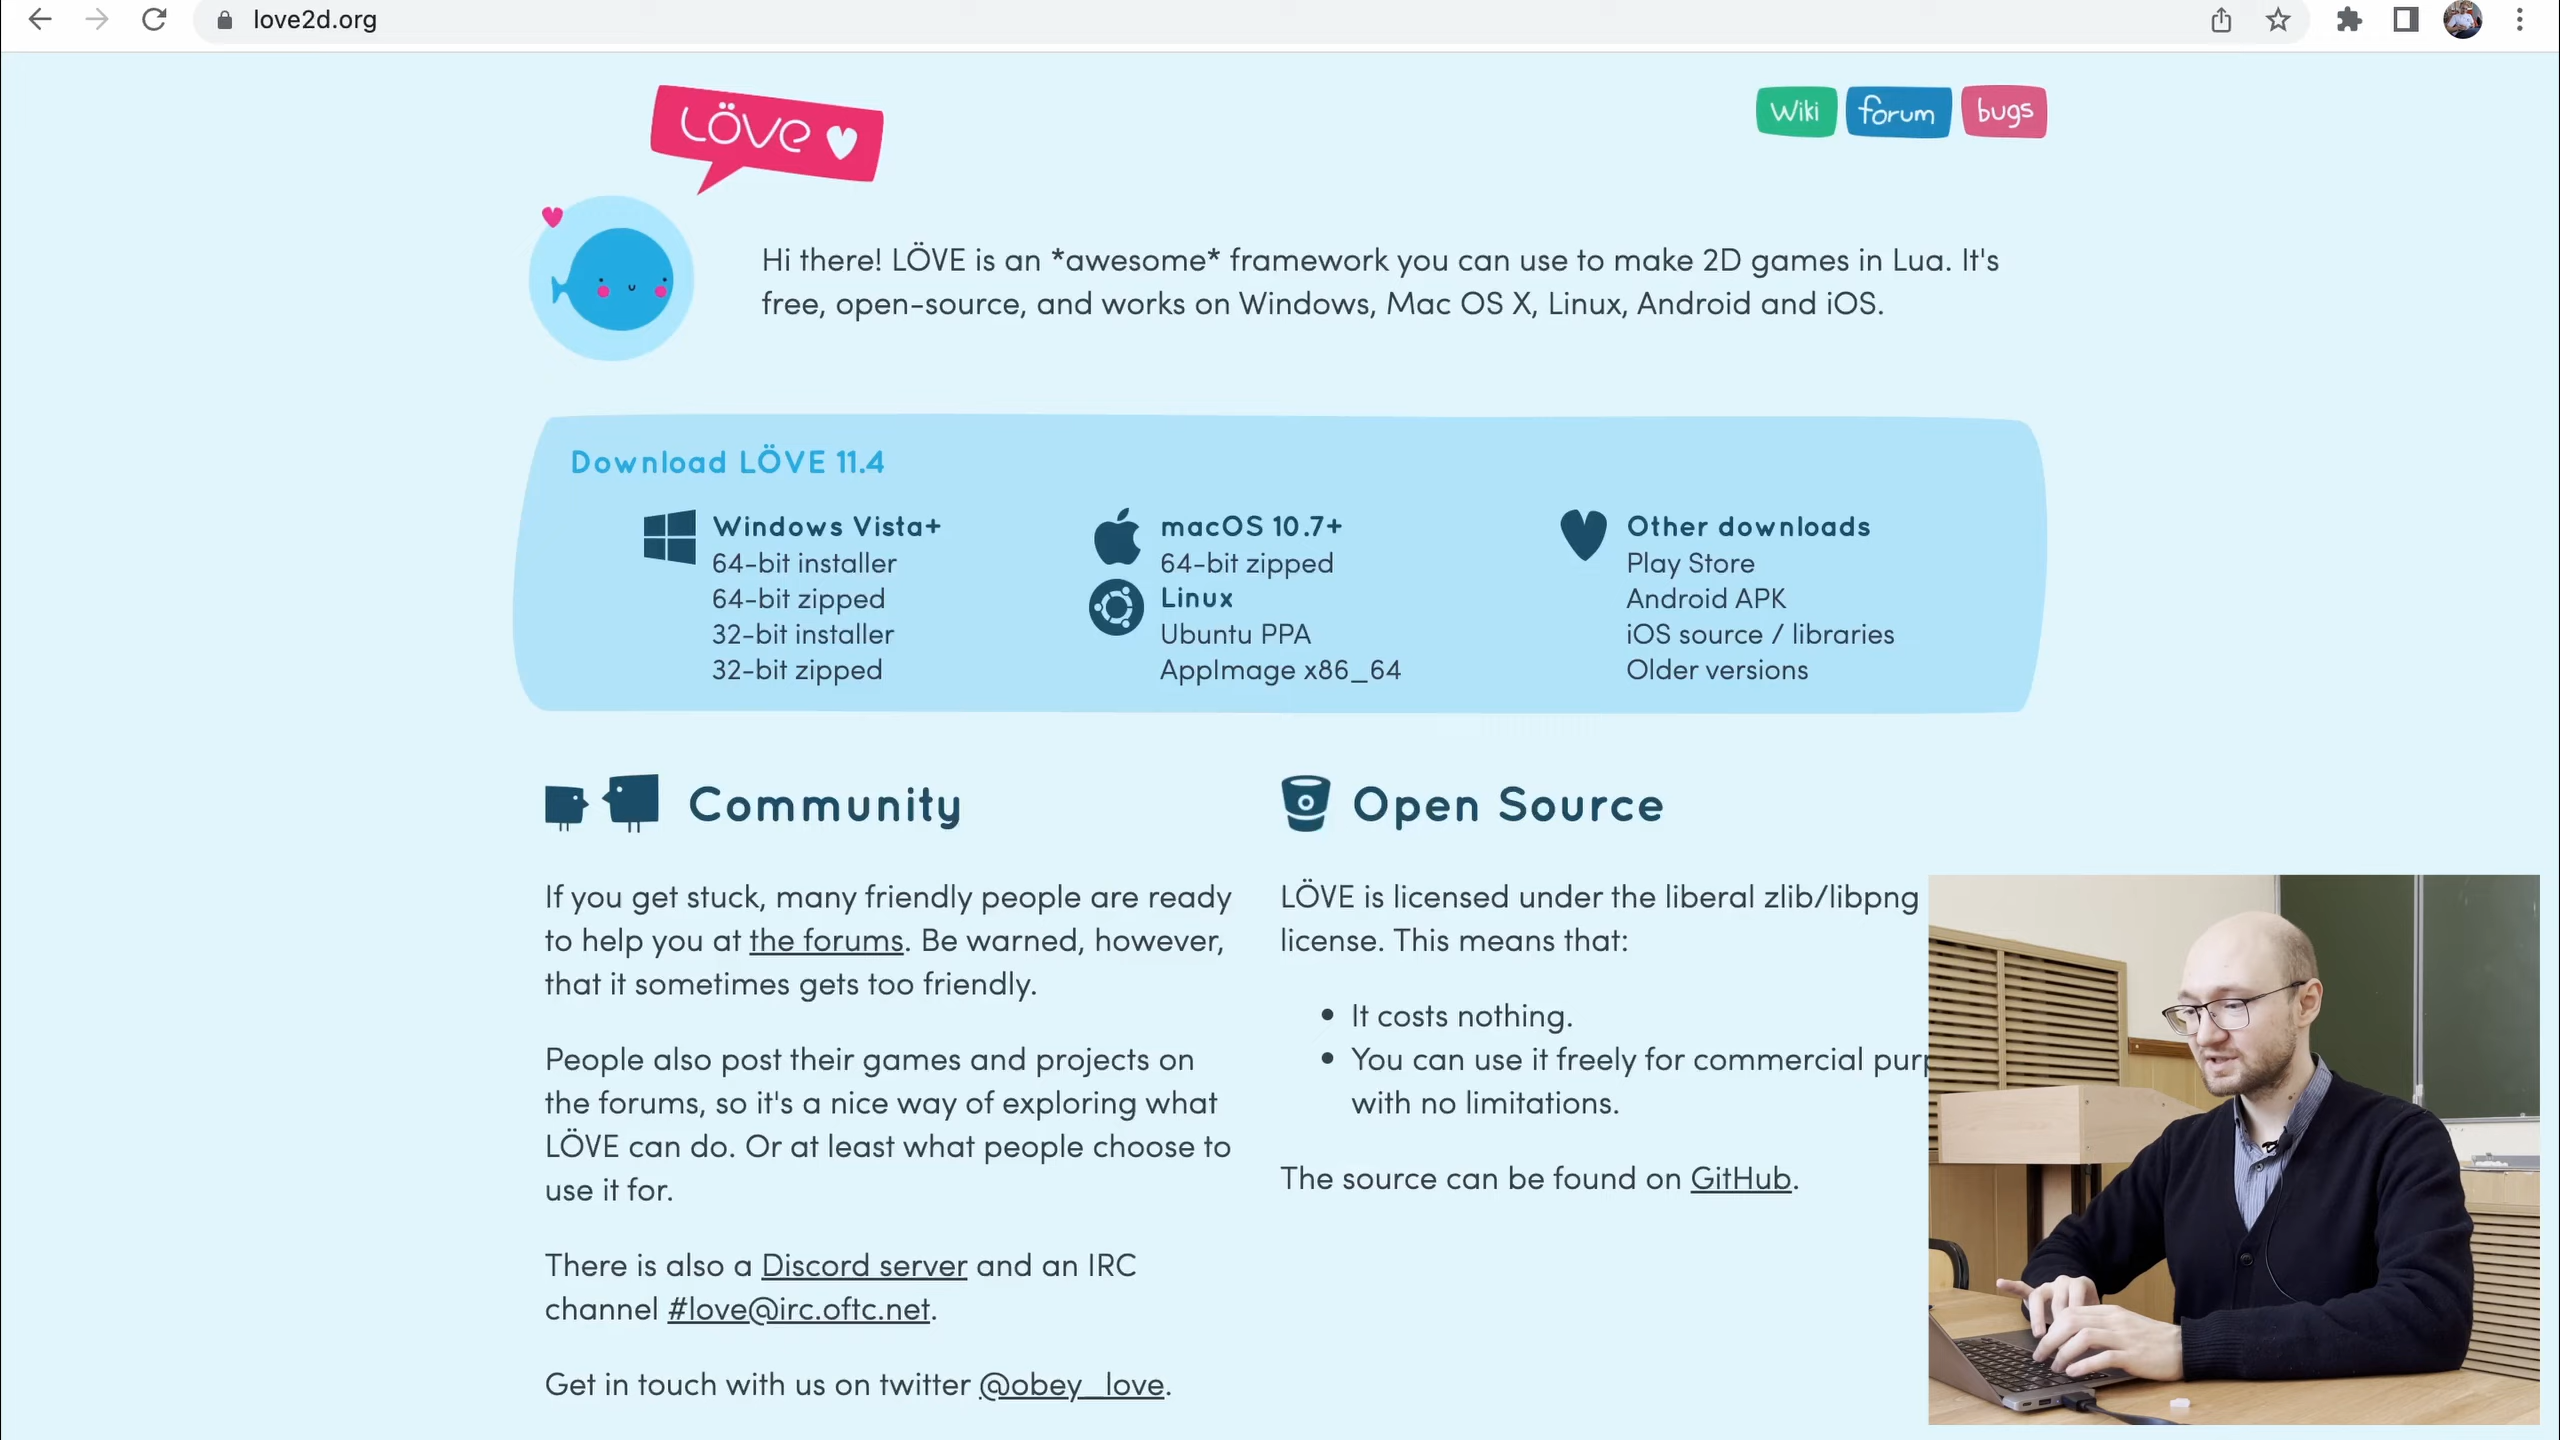 love2d.org
LÖVE
Wiki
forum
bugs
Hi there! LÖVE is an *awesome* framework you can use to make 2D games in Lua. It's
free, open-source, and works on Windows, Mac OS X, Linux, Android and iOS.
Download LÖVE 11.4
Windows Vista+
64-bit installer
64-bit zipped
32-bit installer
32-bit zipped
macOS 10.7+
64-bit zipped
Linux
Ubuntu PPA
AppImage x86_64
Other downloads
Play Store
Android APK
iOS source / libraries
Older versions
Community
If you get stuck, many friendly people are ready
to help you at the forums. Be warned, however,
that it sometimes gets too friendly.
People also post their games and projects on
the forums, so it's a nice way of exploring what
LÖVE can do. Or at least what people choose to
use it for.
There is also a Discord server and an IRC
channel #love@irc.oftc.net.
Get in touch with us on twitter @obey_love.
Open Source
LÖVE is licensed under the liberal zlib/libpng
license. This means that:
• It costs nothing.
• You can use it freely for commercial
with no limitations.
The source can be found on GitHub.